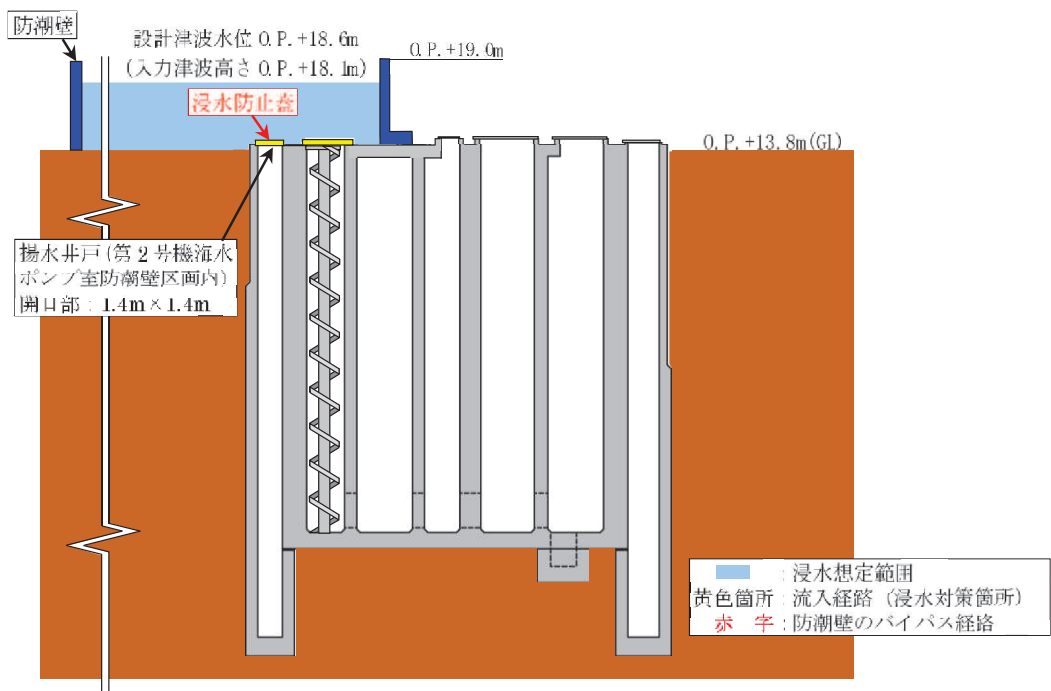 防潮壁
設計津波水位 O.P.+18.6m
(入力津波高さ O.P.+18.1m)
O.P.+19.0m
浸水防止蓋
O.P.+13.8m(GL)
揚水井戸(第2号機海水
ポンプ室防潮壁区画内)
開口部：1.4m×1.4m
：浸水想定範囲
黄色箇所：流入経路（浸水対策箇所）
赤　字：防潮壁のバイパス経路